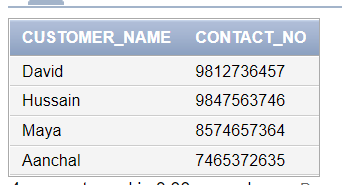 CUSTOMER_NAME CONTACT_NO
David 9812736457
Hussain 9847563746
Maya 8574657364
Aanchal 7465372635